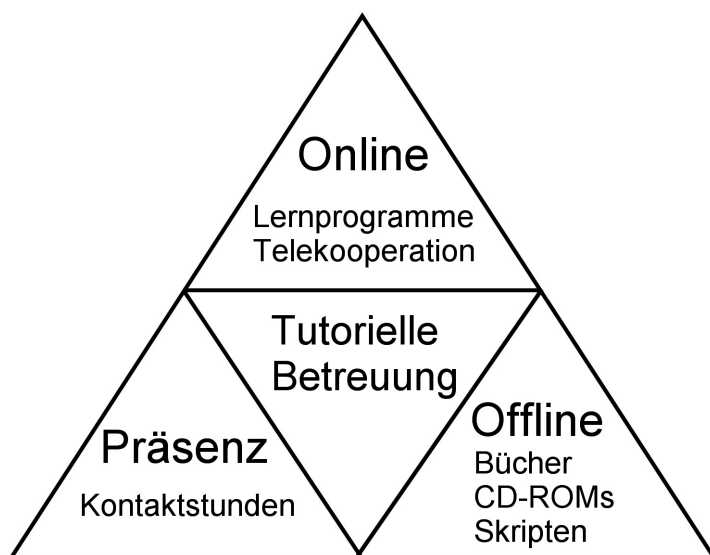 Online
Lernprogramme
Telekooperation
Tutorielle
Betreuung
Präsenz
Kontaktstunden
Offline
Bücher
CD-ROMs
Skripten